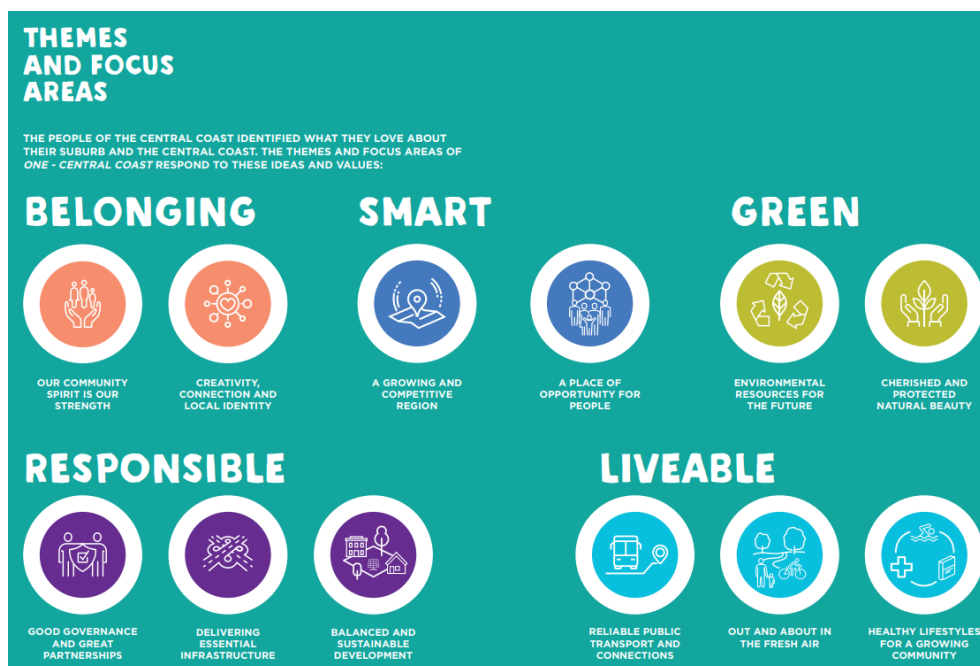 THEMES
AND FOCUS
AREAS
THE PEOPLE OF THE CENTRAL COAST IDENTIFIED WHAT THEY LOVE ABOUT
THEIR SUBURB AND THE CENTRAL COAST. THE THEMES AND FOCUS AREAS OF
ONE - CENTRAL COAST RESPOND TO THESE IDEAS AND VALUES:
BELONGING
OUR COMMUNITY
SPIRIT IS OUR
STRENGTH
CREATIVITY,
CONNECTION AND
LOCAL IDENTITY
SMART
A GROWING AND
COMPETITIVE
REGION
A PLACE OF
OPPORTUNITY FOR
PEOPLE
GREEN
ENVIRONMENTAL
RESOURCES FOR
THE FUTURE
CHERISHED AND
PROTECTED
NATURAL BEAUTY
RESPONSIBLE
GOOD GOVERNANCE
AND GREAT
PARTNERSHIPS
DELIVERING
ESSENTIAL
INFRASTRUCTURE
BALANCED AND
SUSTAINABLE
DEVELOPMENT
LIVEABLE
RELIABLE PUBLIC
TRANSPORT AND
CONNECTIONS
OUT AND ABOUT IN
THE FRESH AIR
HEALTHY LIFESTYLES
FOR A GROWING
COMMUNITY